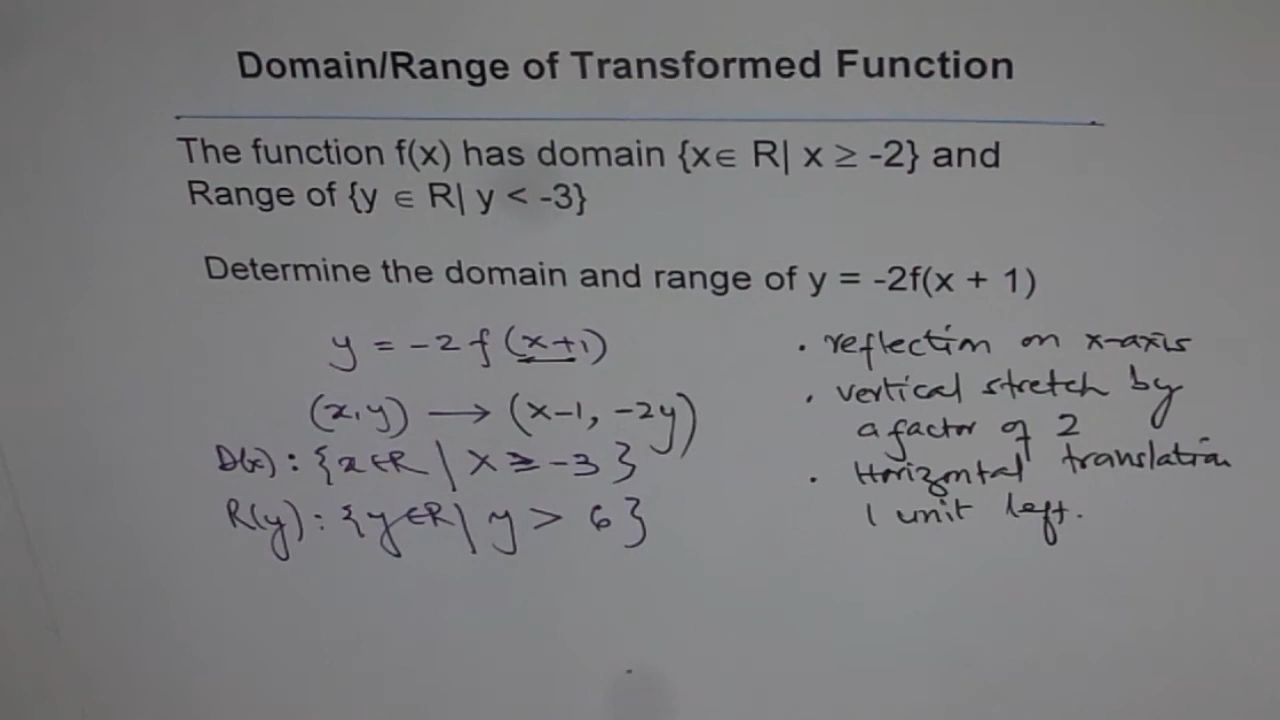 Domain/Range of Transformed Function
The function f(x) has domain {x∈ R| x ≥ -2} and
Range of {y ∈ R| y < -3}
Determine the domain and range of y = -2f(x + 1)
y = -2 f (x+1)
(x,y) → (x-1, -2y)
D(x) : {x∈R | x ≥ -3 }
R(y) : {y∈R | y > 6 }
. reflection on x-axis
. vertical stretch by
a factor of 2
. Horizontal translation
1 unit left.